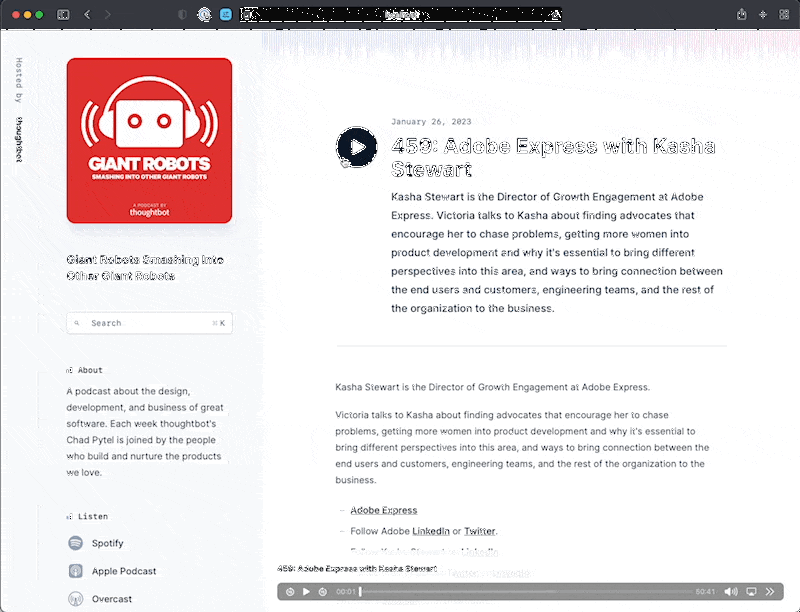 Hosted by thoughtbot
GIANT ROBOTS
SMASHING INTO OTHER GIANT ROBOTS
A PODCAST BY
thoughtbot
Giant Robots Smashing Into
Other Giant Robots
Search ⌘ K
About
A podcast about the design,
development, and business of great
software. Each week thoughtbot's
Chad Pytel is joined by the people
who build and nurture the products
we love.
Listen
Spotify
Apple Podcast
Overcast
January 26, 2023
459: Adobe Express with Kasha
Stewart
Kasha Stewart is the Director of Growth Engagement at Adobe
Express. Victoria talks to Kasha about finding advocates that
encourage her to chase problems, getting more women into
product development and why it's essential to bring different
perspectives into this area, and ways to bring connection between
the end users and customers, engineering teams, and the rest of
the organization to the business.
Kasha Stewart is the Director of Growth Engagement at Adobe Express.
Victoria talks to Kasha about finding advocates that encourage her to chase
problems, getting more women into product development and why it's essential to
bring different perspectives into this area, and ways to bring connection between the
end users and customers, engineering teams, and the rest of the organization to the
business.
– Adobe Express
– Follow Adobe LinkedIn or Twitter.
459: Adobe Express with Kasha Stewart
00:01
50:41